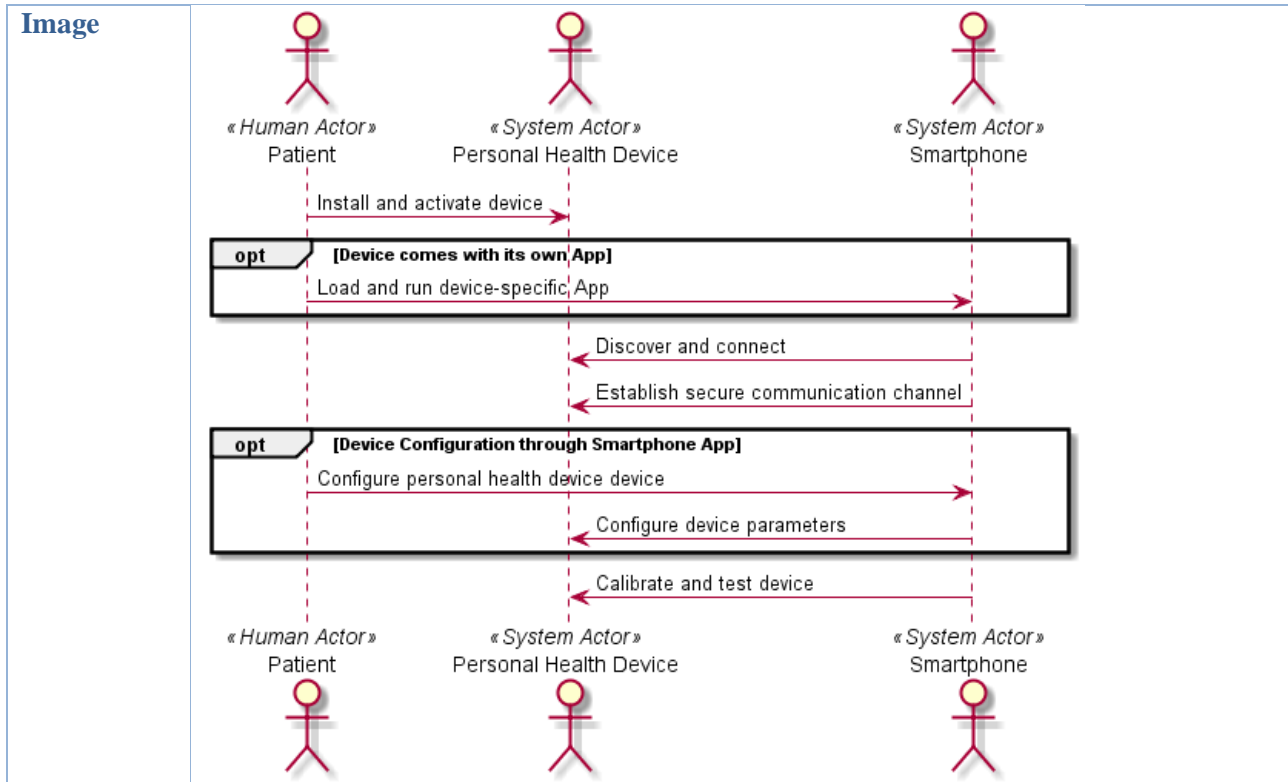 Image
«Human Actor» «System Actor» «System Actor»
Patient Personal Health Device Smartphone
Install and activate device
opt [Device comes with its own App]
Load and run device-specific App
Discover and connect
Establish secure communication channel
opt [Device Configuration through Smartphone App]
Configure personal health device device
Configure device parameters
Calibrate and test device
«Human Actor» «System Actor» «System Actor»
Patient Personal Health Device Smartphone